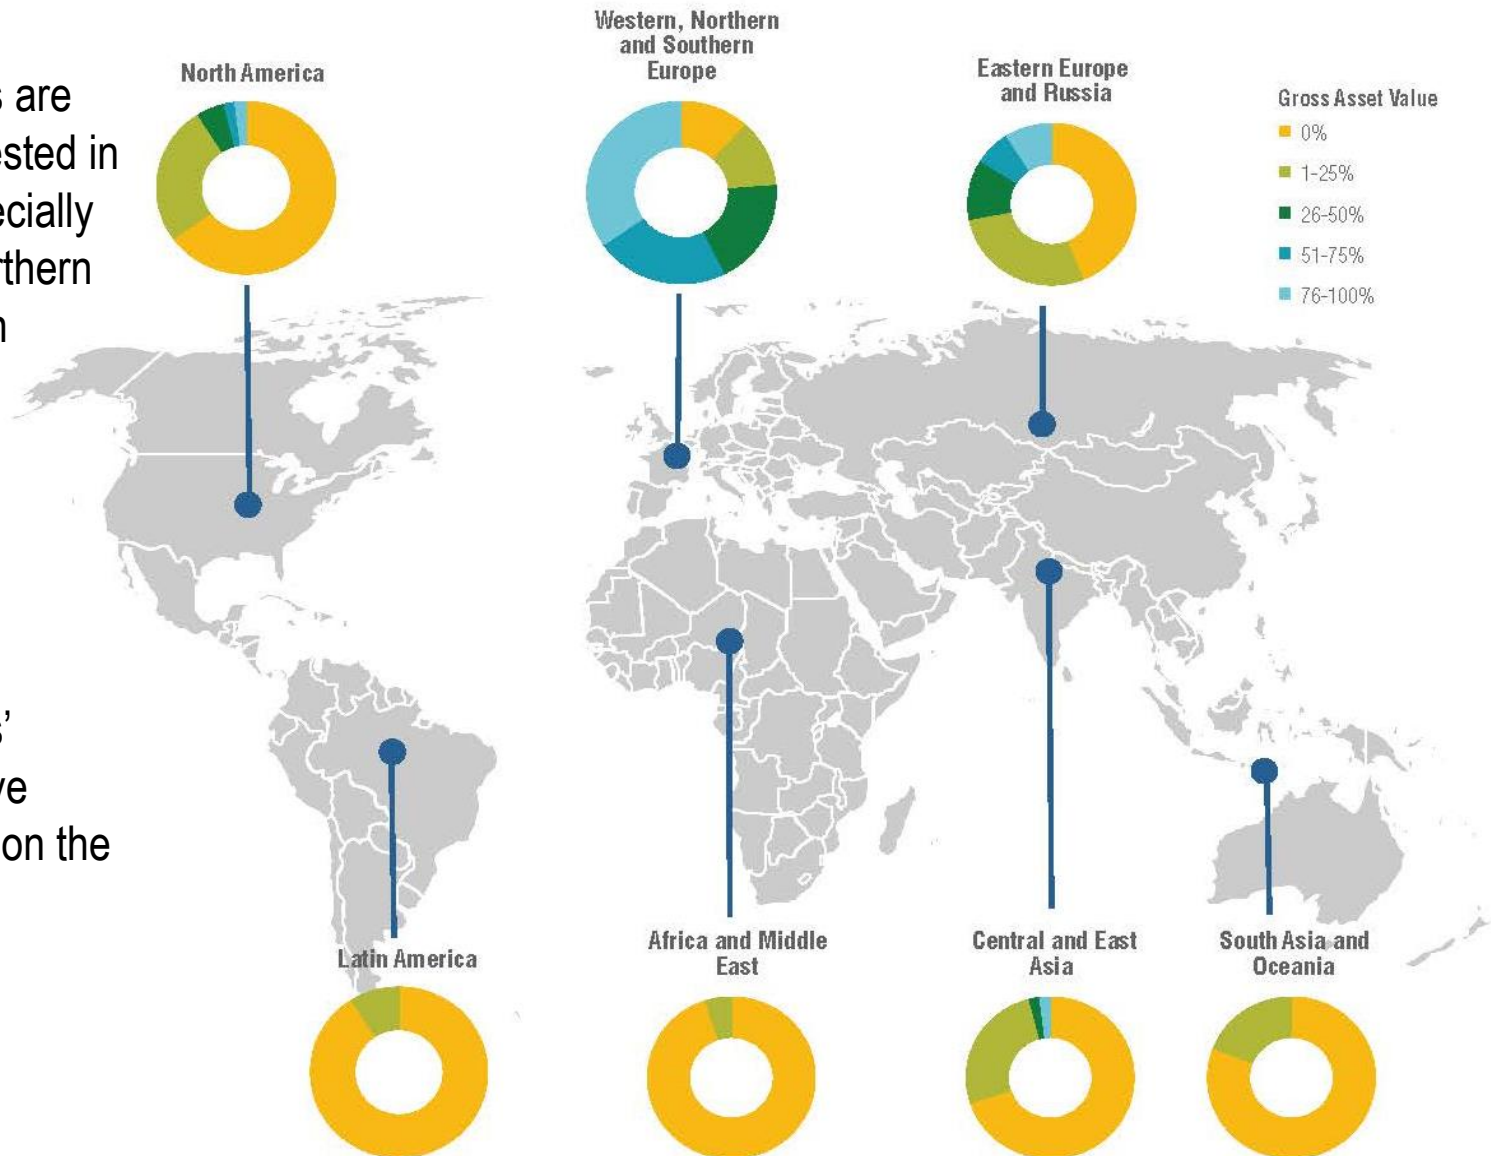 s are
ested in
ecially
rthern
n
s’
ve
on the
North America
Western, Northern
and Southern
Europe
Eastern Europe
and Russia
Gross Asset Value
0%
1-25%
26-50%
51-75%
76-100%
Latin America
Africa and Middle
East
Central and East
Asia
South Asia and
Oceania